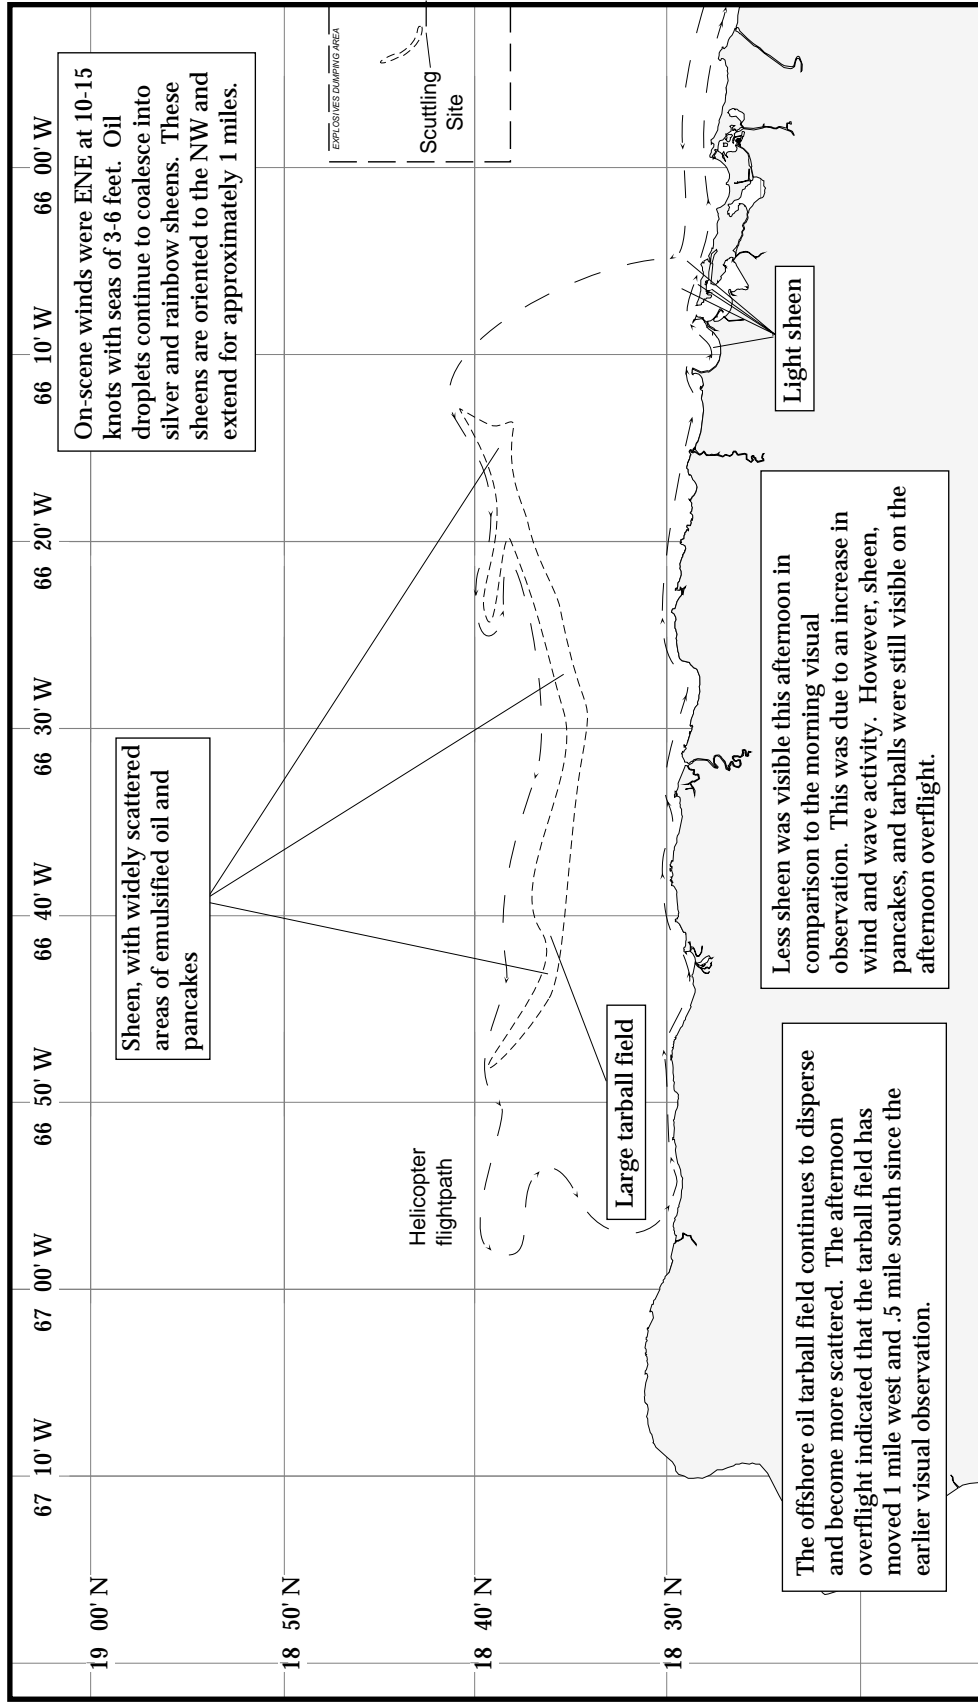 19 00' N
18 50' N
18 40' N
18 30' N
67 10' W
67 00' W
66 50' W
66 40' W
66 30' W
66 20' W
66 10' W
66 00' W
Sheen, with widely scattered
areas of emulsified oil and
pancakes
On-scene winds were ENE at 10-15
knots with seas of 3-6 feet. Oil
droplets continue to coalesce into
silver and rainbow sheens. These
sheens are oriented to the NW and
extend for approximately 1 miles.
EXPLOSIVES DUMPING AREA
Scuttling
Site
Helicopter
flightpath
Large tarball field
Light sheen
The offshore oil tarball field continues to disperse
and become more scattered. The afternoon
overflight indicated that the tarball field has
moved 1 mile west and .5 mile south since the
earlier visual observation.
Less sheen was visible this afternoon in
comparison to the morning visual
observation. This was due to an increase in
wind and wave activity. However, sheen,
pancakes, and tarballs were still visible on the
afternoon overflight.